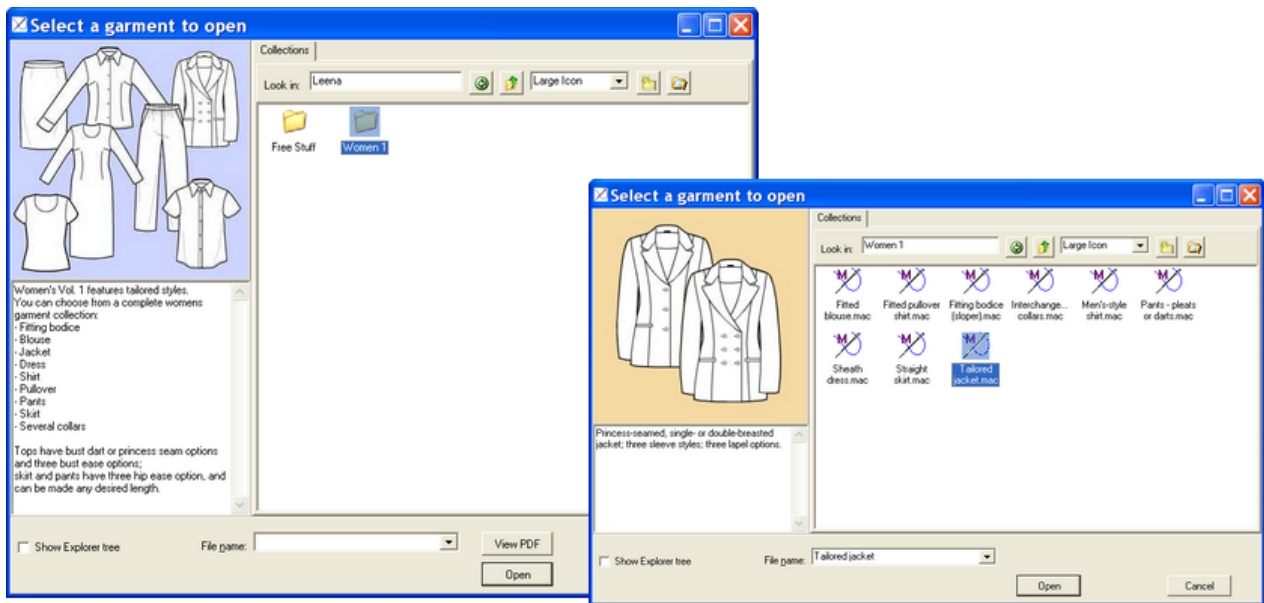 Select a garment to open
Collections
Look in: Leena
Large Icon
Free Stuff
Women 1
Women's Vol. 1 features tailored styles.
You can choose from a complete womens
garment collection:
- Fitting bodice
- Blouse
- Jacket
- Dress
- Shirt
- Pullover
- Pants
- Skirt
- Several collars
Tops have bust dart or princess seam options
and three bust ease options;
skirt and pants have three hip ease option, and
can be made any desired length.
Show Explorer tree
File name:
View PDF
Open
Select a garment to open
Collections
Look in: Women 1
Large Icon
Fitted
blouse.mac
Fitted pullover
shirt.mac
Fitting bodice
(sloper).mac
Interchange...
collars.mac
Men's-style
shirt.mac
Pants - pleats
or darts.mac
Sheath
dress.mac
Straight
skirt.mac
Tailored
jacket.mac
Princess-seamed, single- or double-breasted
jacket; three sleeve styles; three lapel options.
Show Explorer tree
File name: Tailored jacket
Open
Cancel